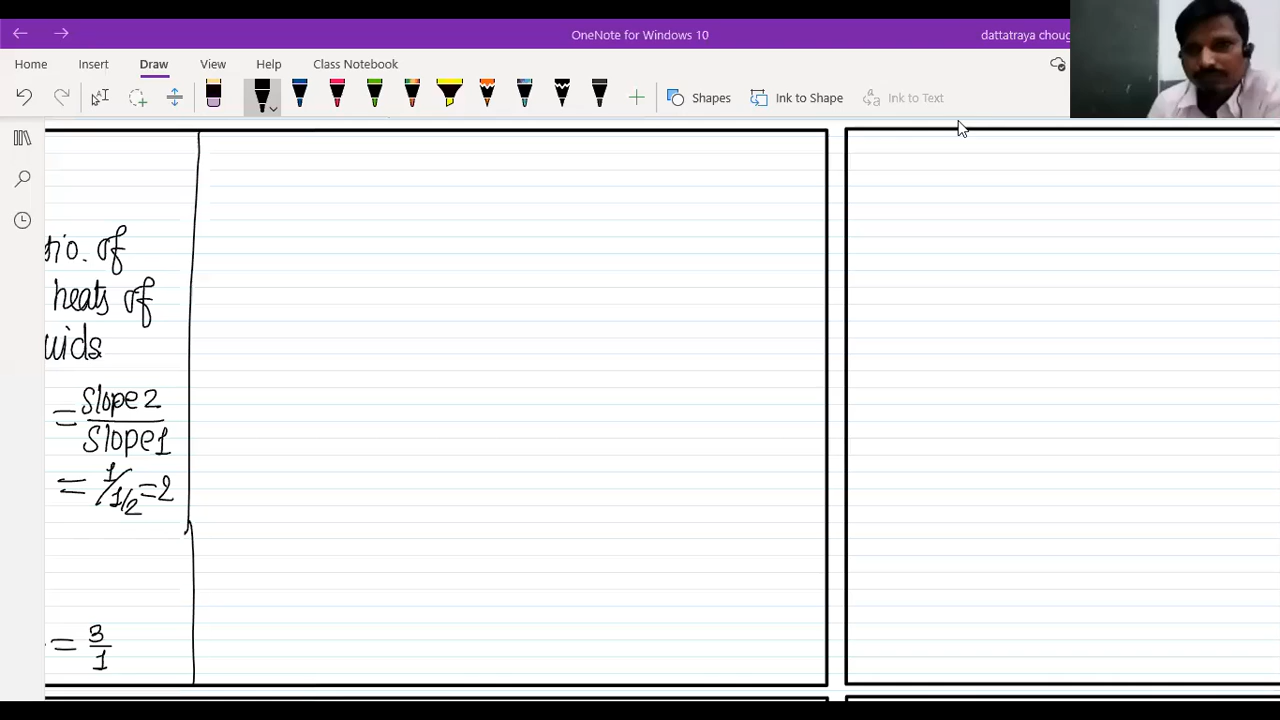 OneNote for Windows 10
dattatraya choug
Home Insert Draw View Help Class Notebook
Shapes Ink to Shape Ink to Text
tio. of
heats of
uids
= Slope 2
Slope 1
= 1/1/2 = 2
= 3
1